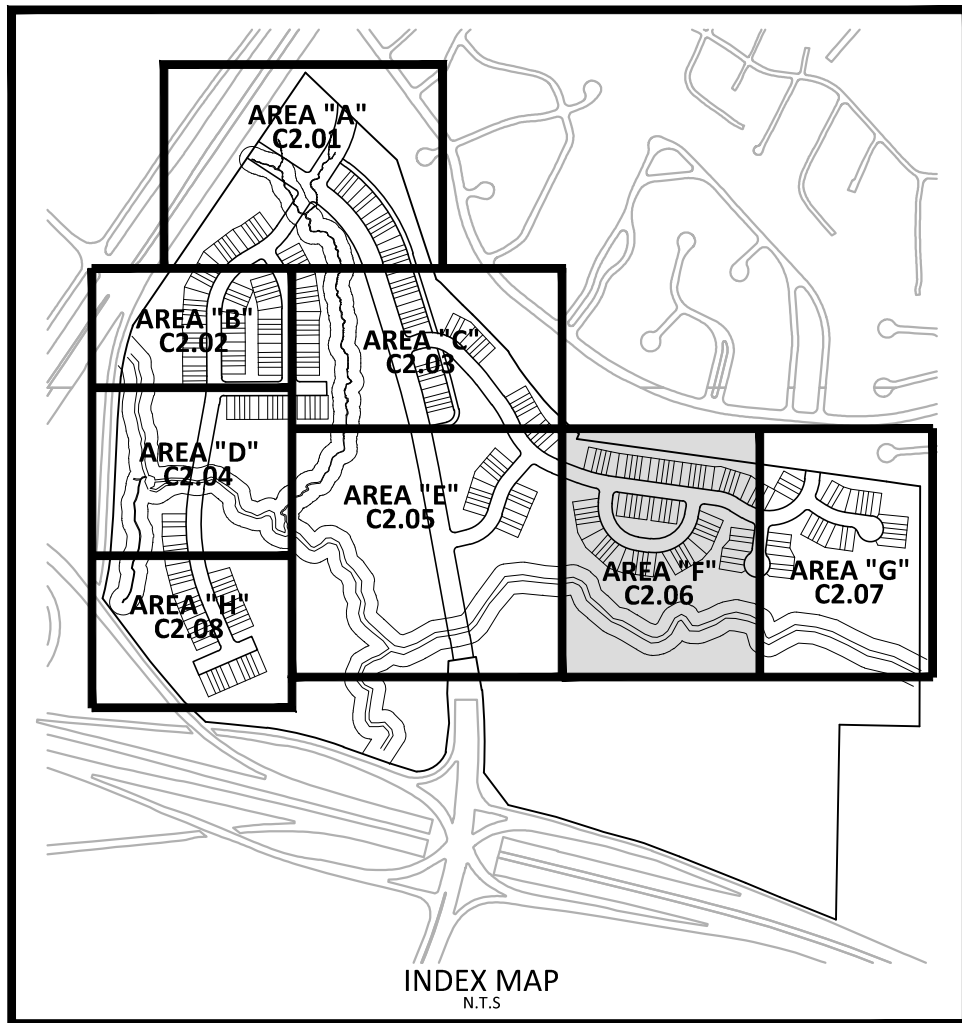 AREA "A"
C2.01
AREA "B"
C2.02
AREA "C"
C2.03
AREA "D"
C2.04
AREA "E"
C2.05
AREA "F"
C2.06
AREA "G"
C2.07
AREA "H"
C2.08
INDEX MAP
N.T.S